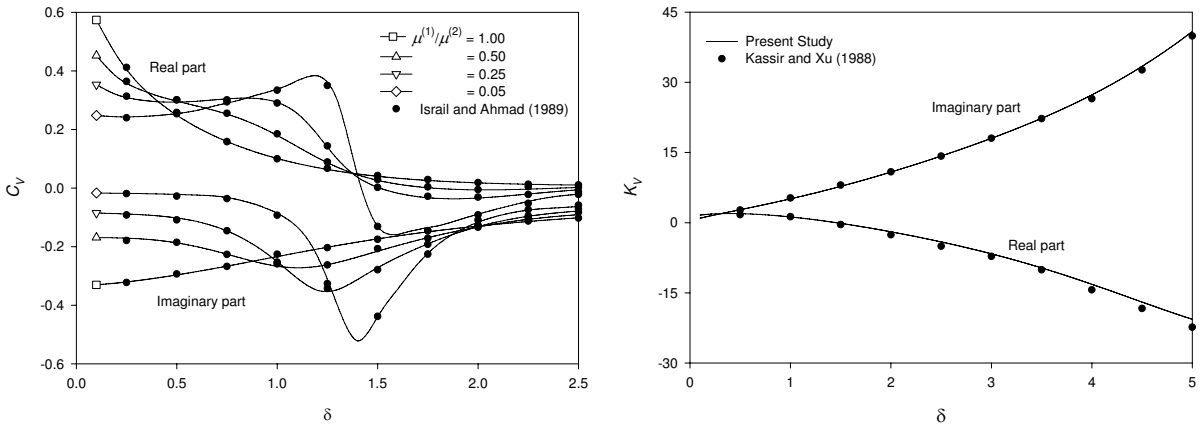 0.6
0.4
0.2
0.0
-0.2
-0.4
-0.6
C_V
0.0 0.5 1.0 1.5 2.0 2.5
δ
Real part
Imaginary part
μ^(1)/μ^(2) = 1.00
= 0.50
= 0.25
= 0.05
Israil and Ahmad (1989)
45
30
15
0
-15
-30
K_V
0 1 2 3 4 5
δ
Present Study
Kassir and Xu (1988)
Imaginary part
Real part